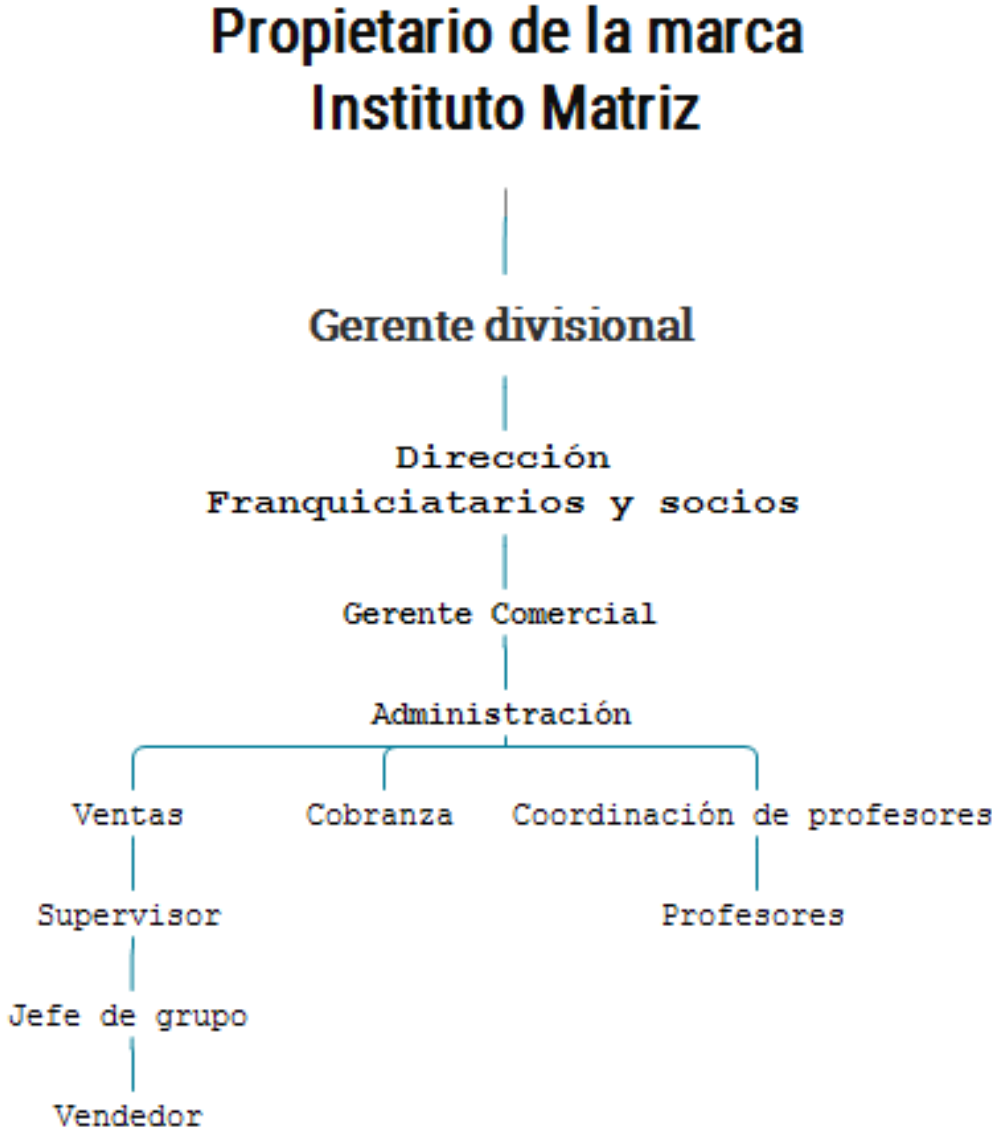 Propietario de la marca
Instituto Matriz
Gerente divisional
Dirección
Franquiciatarios y socios
Gerente Comercial
Administración
Ventas
Cobranza
Coordinación de profesores
Supervisor
Profesores
Jefe de grupo
Vendedor